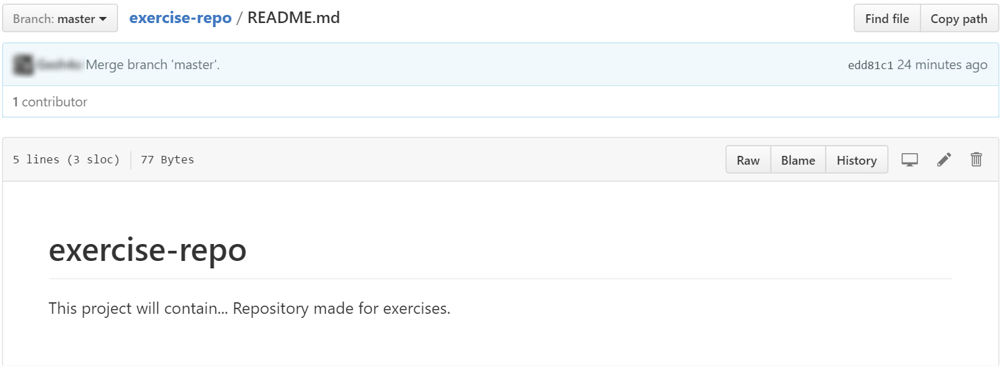 Branch: master
exercise-repo / README.md
Find file
Copy path
Merge branch 'master'.
edd81c1 24 minutes ago
1 contributor
5 lines (3 sloc)
77 Bytes
Raw
Blame
History
exercise-repo
This project will contain... Repository made for exercises.